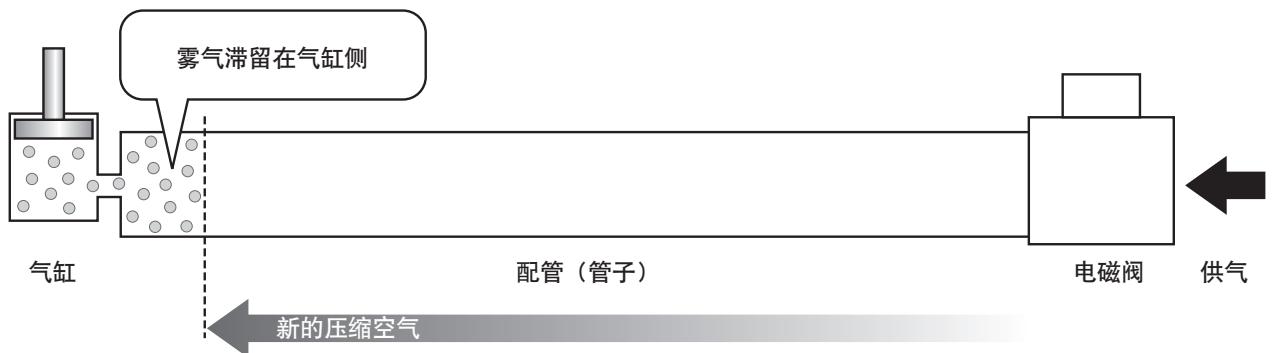 雾气滞留在气缸侧
气缸
配管（管子）
电磁阀
供气
新的压缩空气